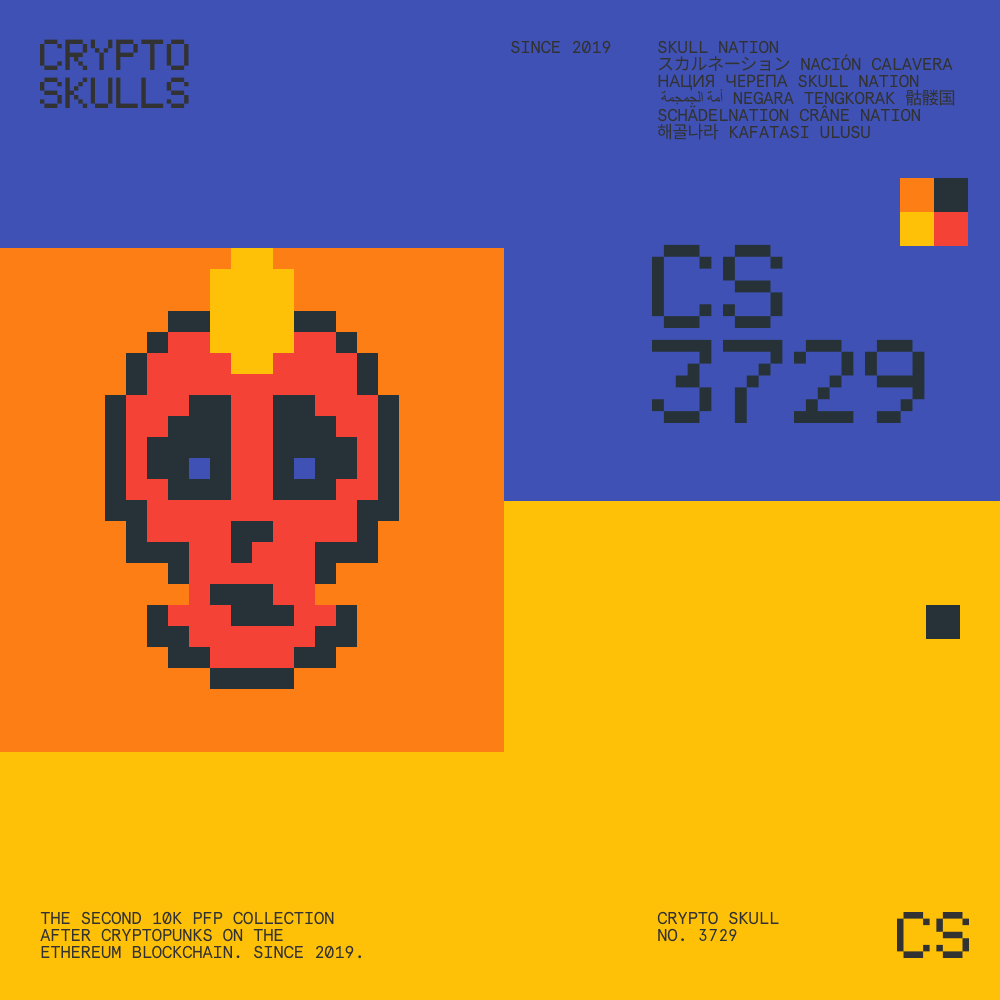 CRYPTO
SKULLS
SINCE 2019
SKULL NATION
スカルネーション NACIÓN CALAVERA
НАЦИЯ ЧЕРЕПА SKULL NATION
أمة الجمجمة NEGARA TENGKORAK 骷髅国
SCHÄDELNATION CRÂNE NATION
해골나라 KAFATASI ULUSU
CS
3729
THE SECOND 10K PFP COLLECTION
AFTER CRYPTOPUNKS ON THE
ETHEREUM BLOCKCHAIN. SINCE 2019.
CRYPTO SKULL
NO. 3729
CS